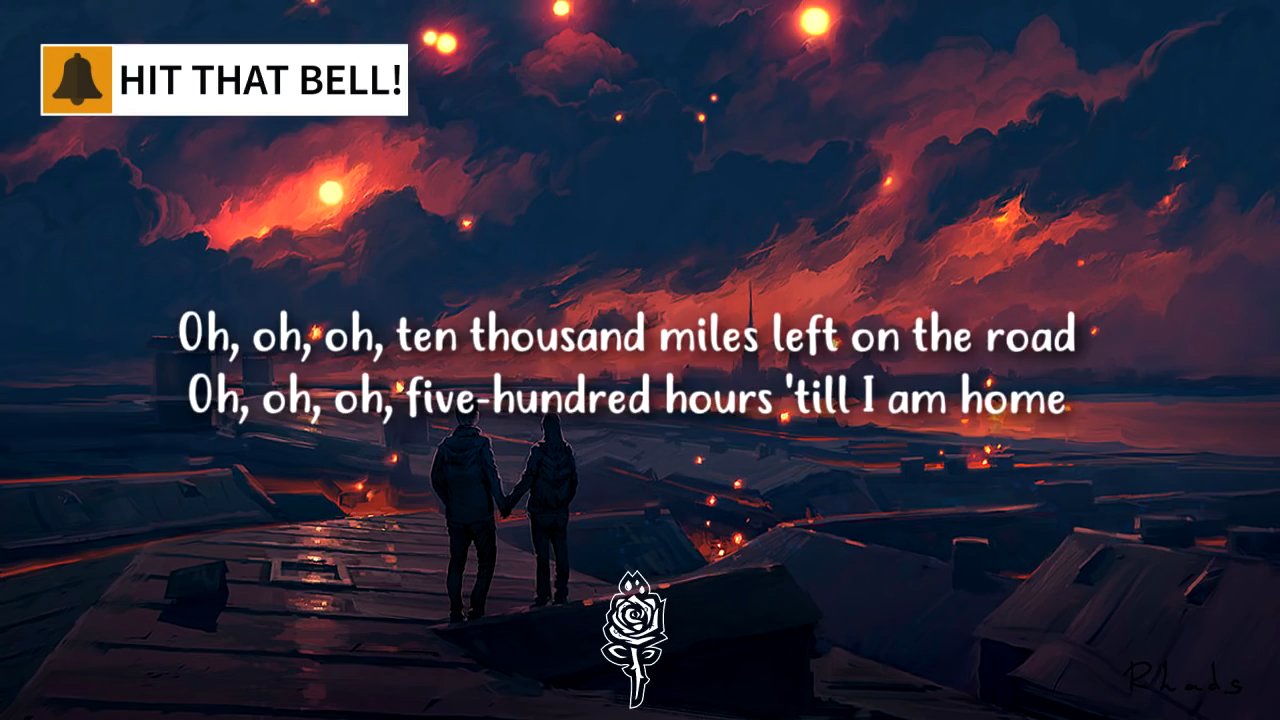 HIT THAT BELL!
Oh, oh, oh, ten thousand miles left on the road
Oh, oh, oh, five-hundred hours 'till I am home
Rhads